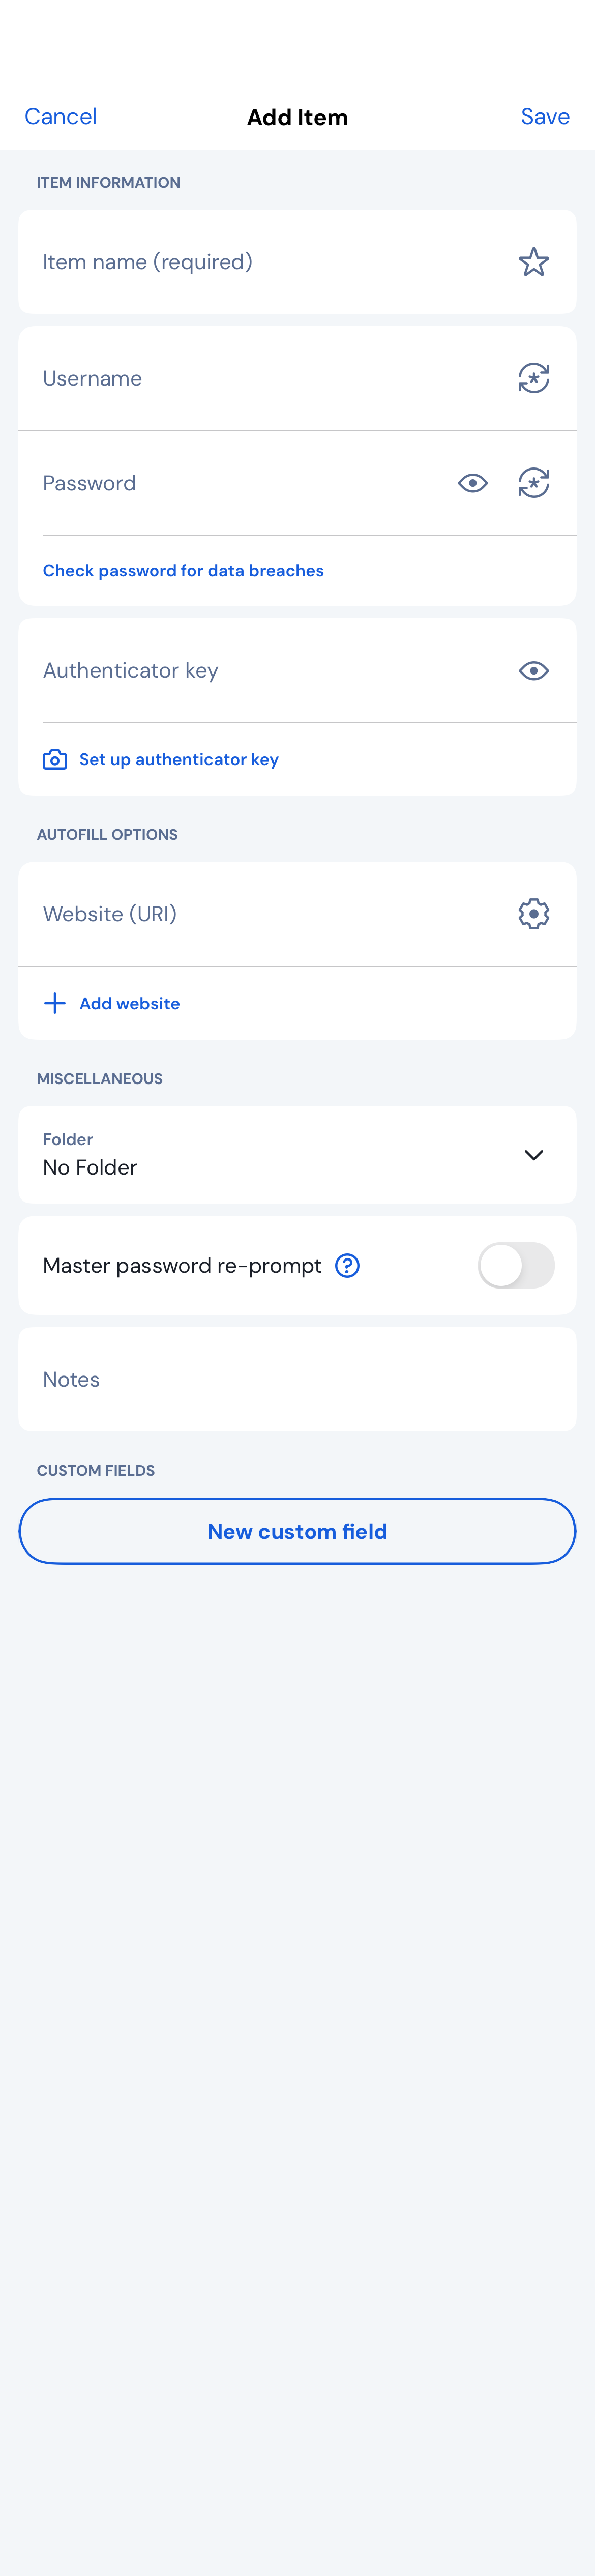 Cancel
Add Item
Save
ITEM INFORMATION
Item name (required)
Username
Password
Check password for data breaches
Authenticator key
Set up authenticator key
AUTOFILL OPTIONS
Website (URI)
Add website
MISCELLANEOUS
Folder
No Folder
Master password re-prompt
Notes
CUSTOM FIELDS
New custom field